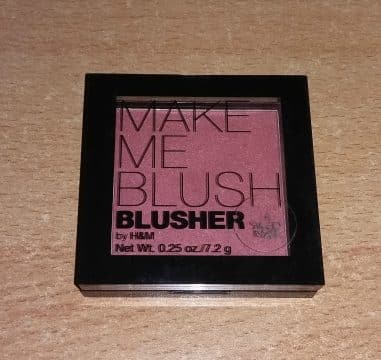 MAKE
ME
BLUSH
BLUSHER
by H&M
Net Wt. 0.25 oz./7.2 g